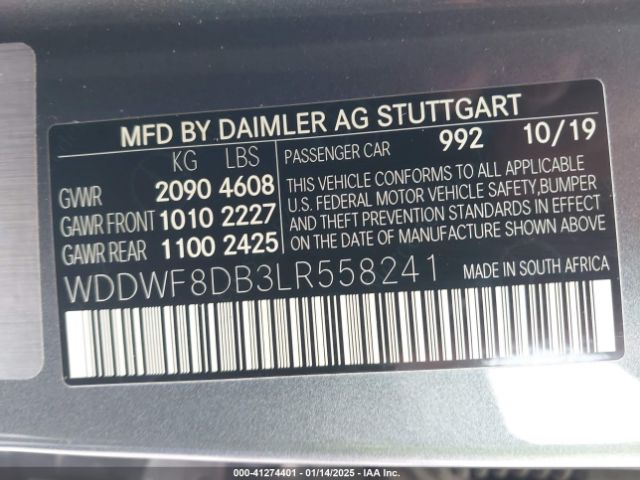 MFD BY DAIMLER AG STUTTGART
KG LBS
GVWR 2090 4608
GAWR FRONT 1010 2227
GAWR REAR 1100 2425
PASSENGER CAR 992 10/19
THIS VEHICLE CONFORMS TO ALL APPLICABLE
U.S. FEDERAL MOTOR VEHICLE SAFETY,BUMPER
AND THEFT PREVENTION STANDARDS IN EFFECT
ON THE DATE OF MANUFACTURE SHOWN ABOVE
WDDWF8DB3LR558241 MADE IN SOUTH AFRICA
000-41274401 - 01/14/2025 - IAAI.COM